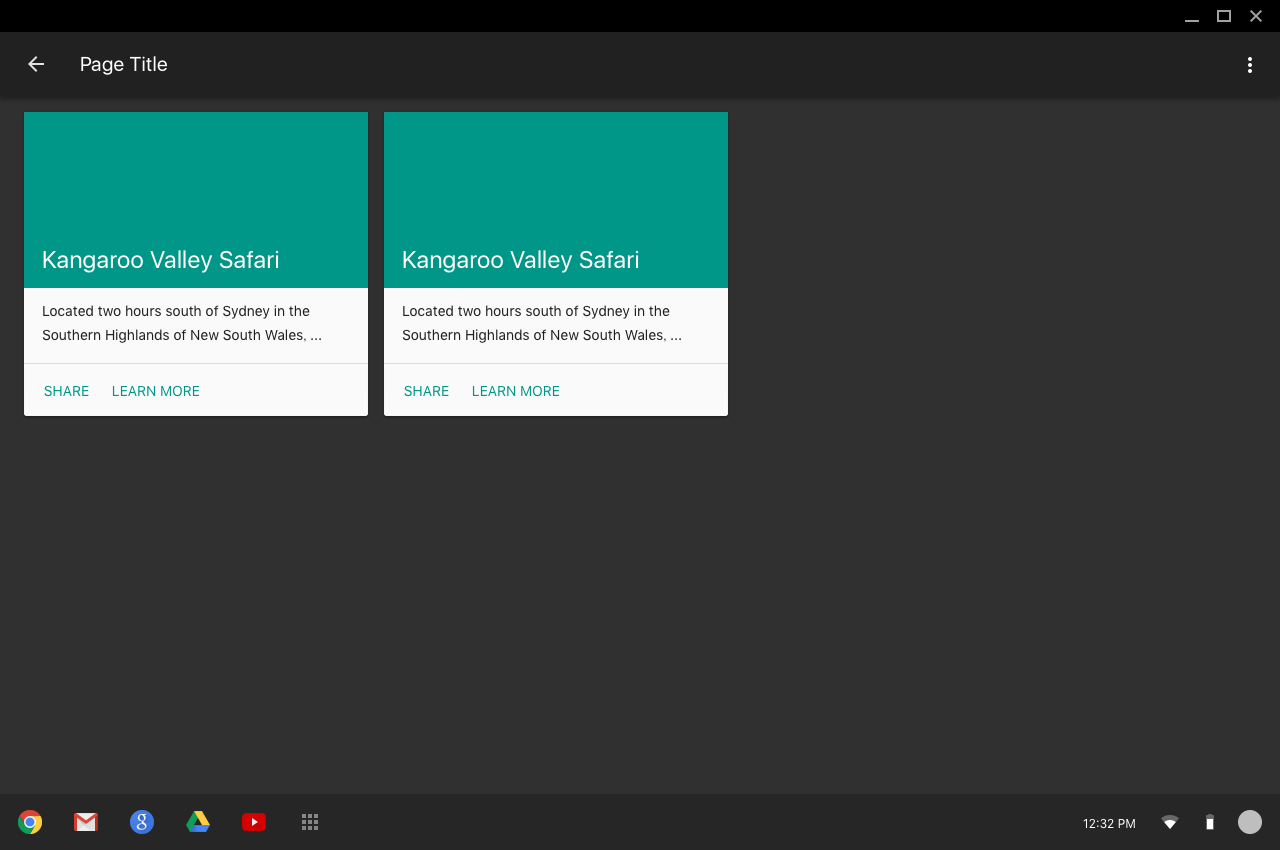 Page Title
Kangaroo Valley Safari
Located two hours south of Sydney in the
Southern Highlands of New South Wales, ...
SHARE LEARN MORE
Kangaroo Valley Safari
Located two hours south of Sydney in the
Southern Highlands of New South Wales, ...
SHARE LEARN MORE
12:32 PM